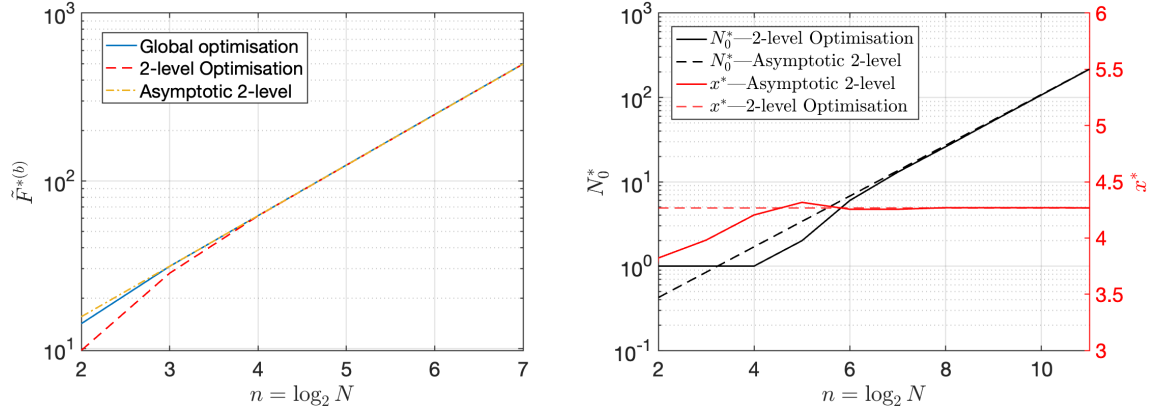 10^3
10^2
10^1
F̃^{*(b)}
Global optimisation
2-level Optimisation
Asymptotic 2-level
2 3 4 5 6 7
n = log_2 N
10^3
10^2
10^1
10^0
10^{-1}
N_0^*
N_0^*—2-level Optimisation
N_0^*—Asymptotic 2-level
x^*—Asymptotic 2-level
x^*—2-level Optimisation
6
5.5
5
4.5
4
3.5
3
x^*
2 4 6 8 10
n = log_2 N